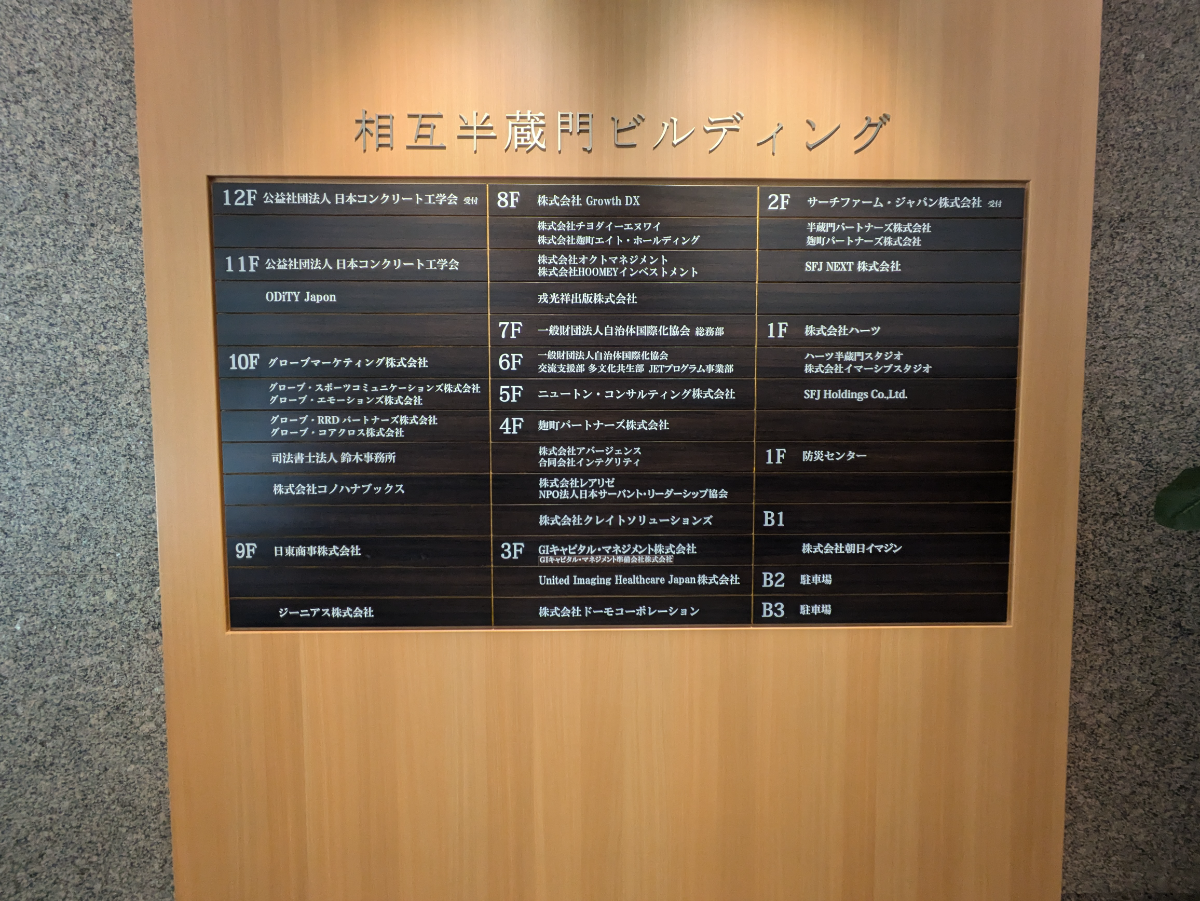 相互半蔵門ビルディング
12F 公益社団法人 日本コンクリート工学会 受付
11F 公益社団法人 日本コンクリート工学会
ODiTY Japon
10F グローブマーケティング株式会社
グローブ・スポーツコミュニケーションズ株式会社
グローブ・エモーションズ株式会社
グローブ・RRD パートナーズ株式会社
グローブ・コアクロス株式会社
司法書士法人 鈴木事務所
株式会社コノハナブックス
9F 日東商事株式会社
ジーニアス株式会社
8F 株式会社 Growth DX
株式会社チヨダイーエヌワイ
株式会社麹町エイト・ホールディング
株式会社オクトマネジメント
株式会社HOOMEYインベストメント
戎光祥出版株式会社
7F 一般財団法人自治体国際化協会 総務部
6F 一般財団法人自治体国際化協会
交流支援部 多文化共生部 JETプログラム事業部
5F ニュートン・コンサルティング株式会社
4F 麹町パートナーズ株式会社
株式会社アバージェンス
合同会社インテグリティ
株式会社レアリゼ
NPO法人日本サーバント・リーダーシップ協会
株式会社クレイトソリューションズ
3F GIキャピタル・マネジメント株式会社
GIキャピタル・マネジメント準備会社株式会社
United Imaging Healthcare Japan株式会社
株式会社ドーモコーポレーション
2F サーチファーム・ジャパン株式会社 受付
半蔵門パートナーズ株式会社
麹町パートナーズ株式会社
SFJ NEXT 株式会社
1F 株式会社ハーツ
ハーツ半蔵門スタジオ
株式会社イマーシブスタジオ
SFJ Holdings Co.,Ltd.
1F 防災センター
B1
株式会社朝日イマジン
B2 駐車場
B3 駐車場